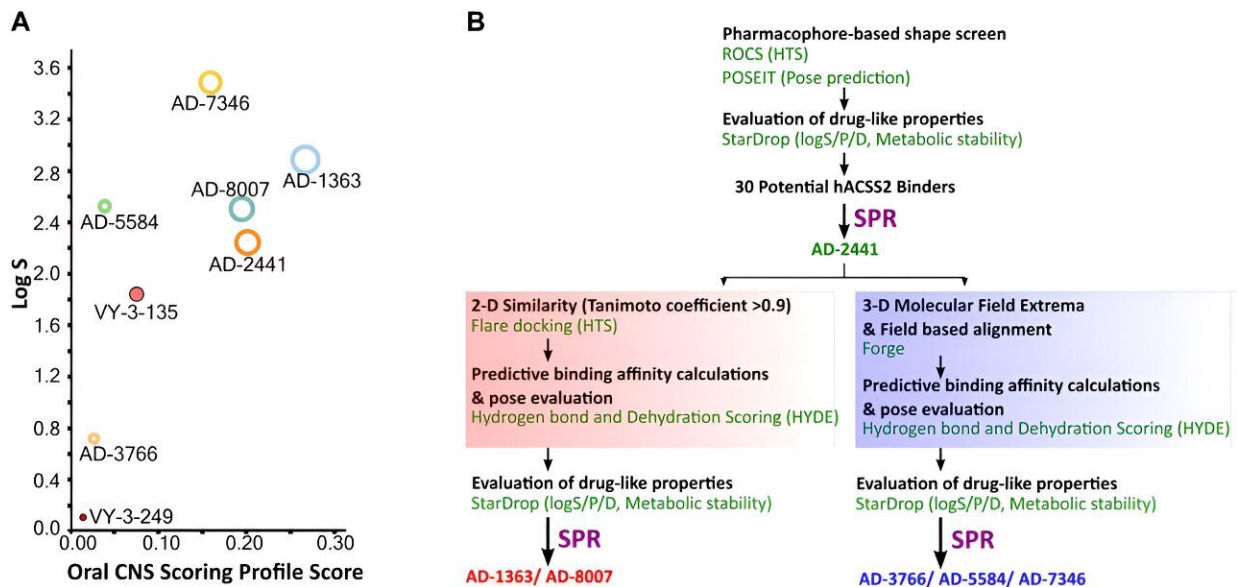 A
3.6
3.2
2.8
2.4
2.0
1.6
1.2
0.8
0.4
0.0
Log S
AD-7346
AD-1363
AD-8007
AD-5584
AD-2441
VY-3-135
AD-3766
VY-3-249
0.00 0.10 0.20 0.30
Oral CNS Scoring Profile Score
B
Pharmacophore-based shape screen
ROCS (HTS)
POSEIT (Pose prediction)
Evaluation of drug-like properties
StarDrop (logS/P/D, Metabolic stability)
30 Potential hACSS2 Binders
SPR
AD-2441
2-D Similarity (Tanimoto coefficient >0.9)
Flare docking (HTS)
Predictive binding affinity calculations
& pose evaluation
Hydrogen bond and Dehydration Scoring (HYDE)
Evaluation of drug-like properties
StarDrop (logS/P/D, Metabolic stability)
SPR
AD-1363/ AD-8007
3-D Molecular Field Extrema
& Field based alignment
Forge
Predictive binding affinity calculations
& pose evaluation
Hydrogen bond and Dehydration Scoring (HYDE)
Evaluation of drug-like properties
StarDrop (logS/P/D, Metabolic stability)
SPR
AD-3766/ AD-5584/ AD-7346